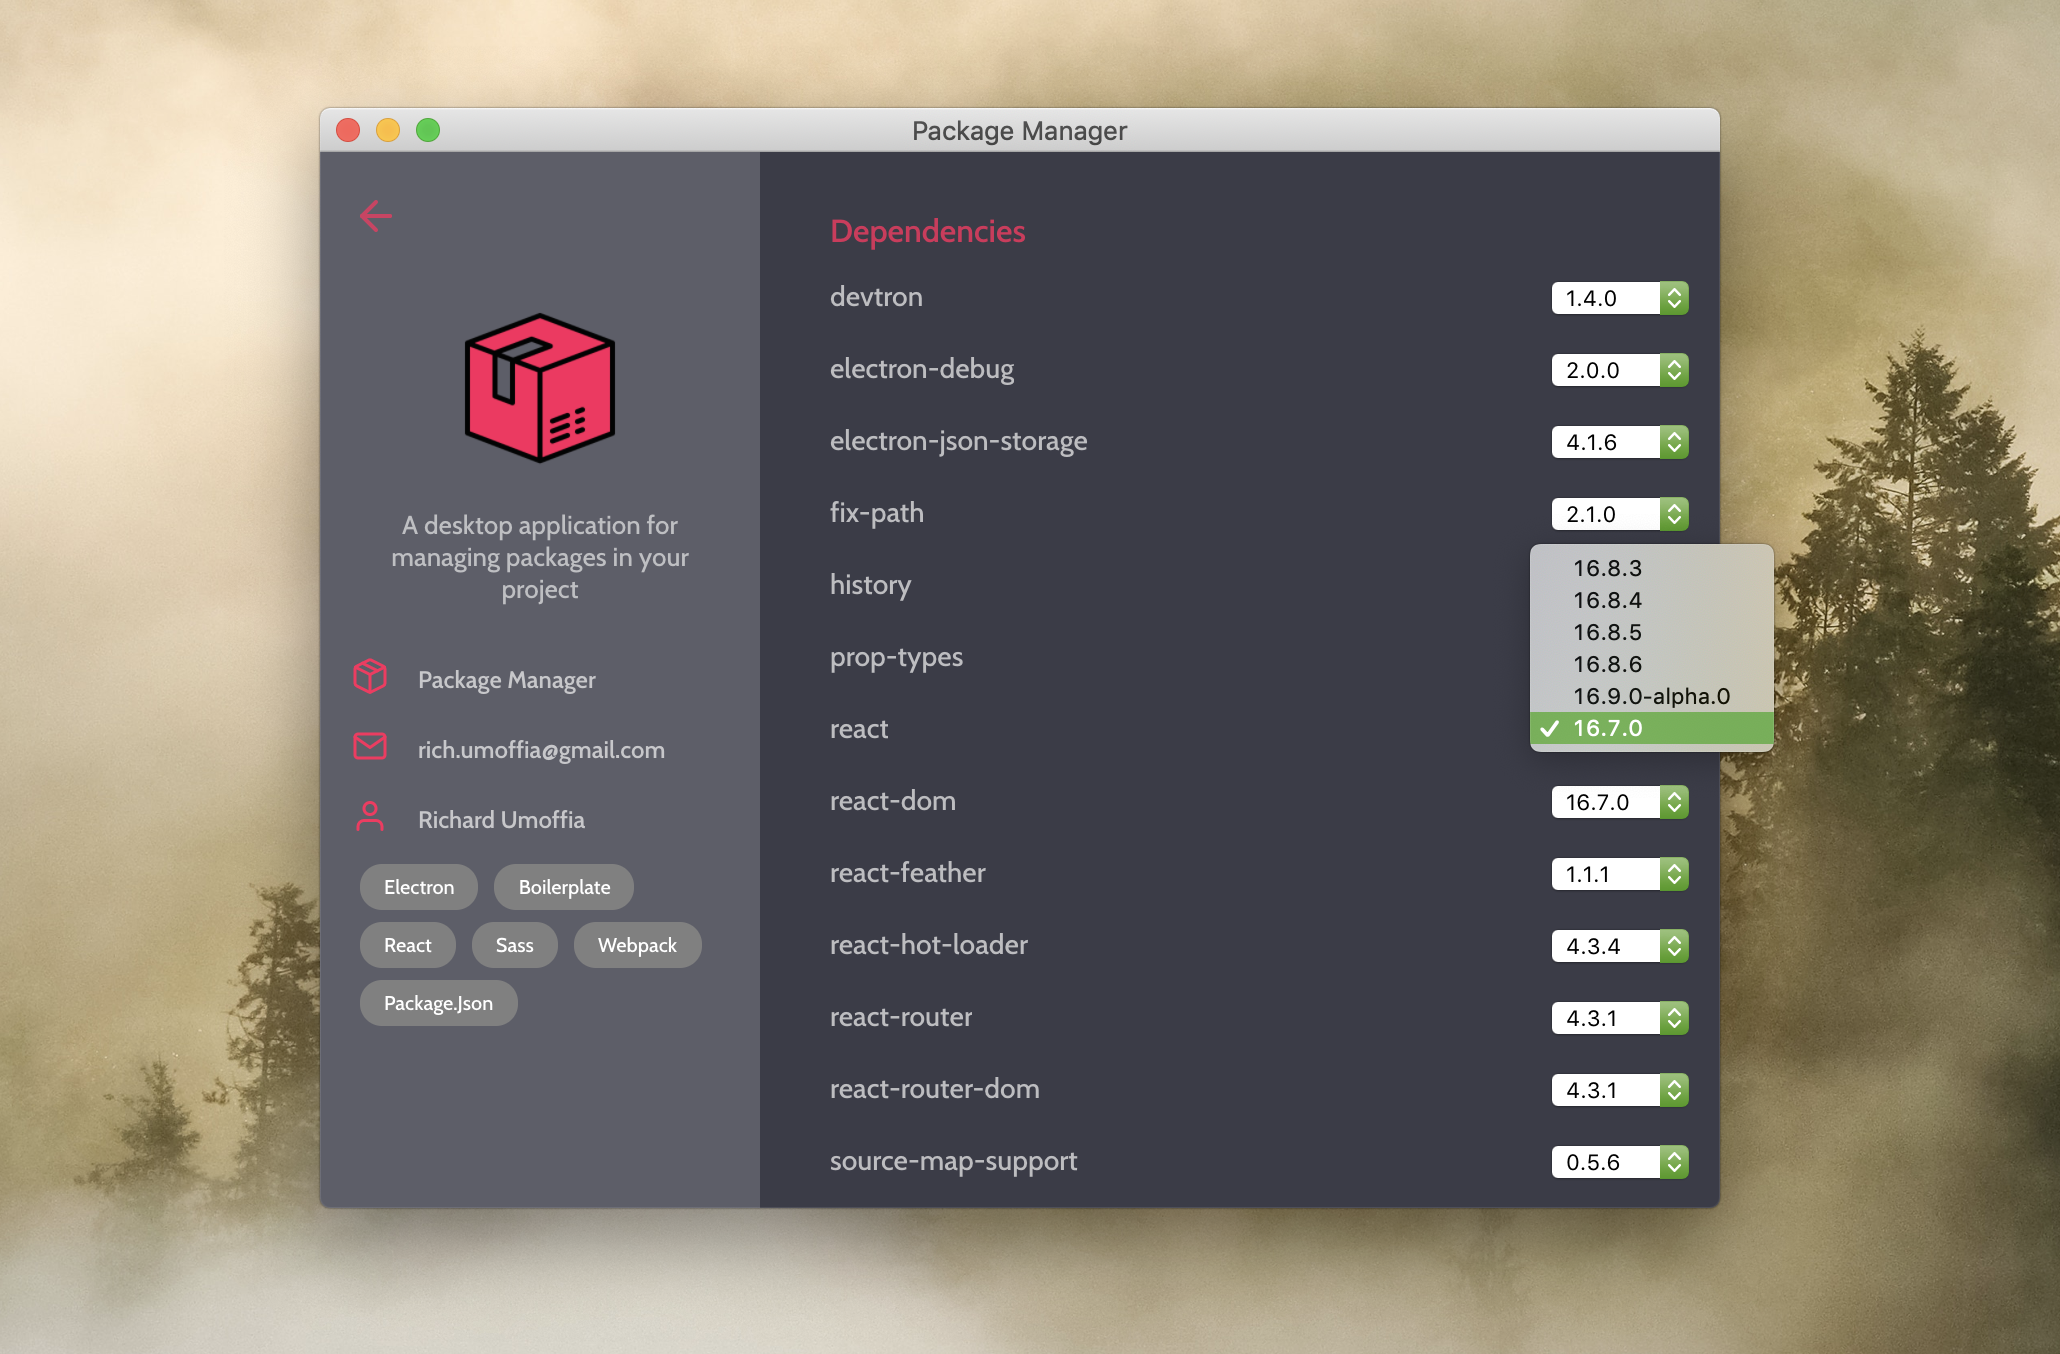 Package Manager
A desktop application for
managing packages in your
project
Package Manager
rich.umoffia@gmail.com
Richard Umoffia
Electron
Boilerplate
React
Sass
Webpack
Package.Json
Dependencies
devtron
1.4.0
electron-debug
2.0.0
electron-json-storage
4.1.6
fix-path
2.1.0
history
prop-types
react
16.8.3
16.8.4
16.8.5
16.8.6
16.9.0-alpha.0
16.7.0
react-dom
16.7.0
react-feather
1.1.1
react-hot-loader
4.3.4
react-router
4.3.1
react-router-dom
4.3.1
source-map-support
0.5.6